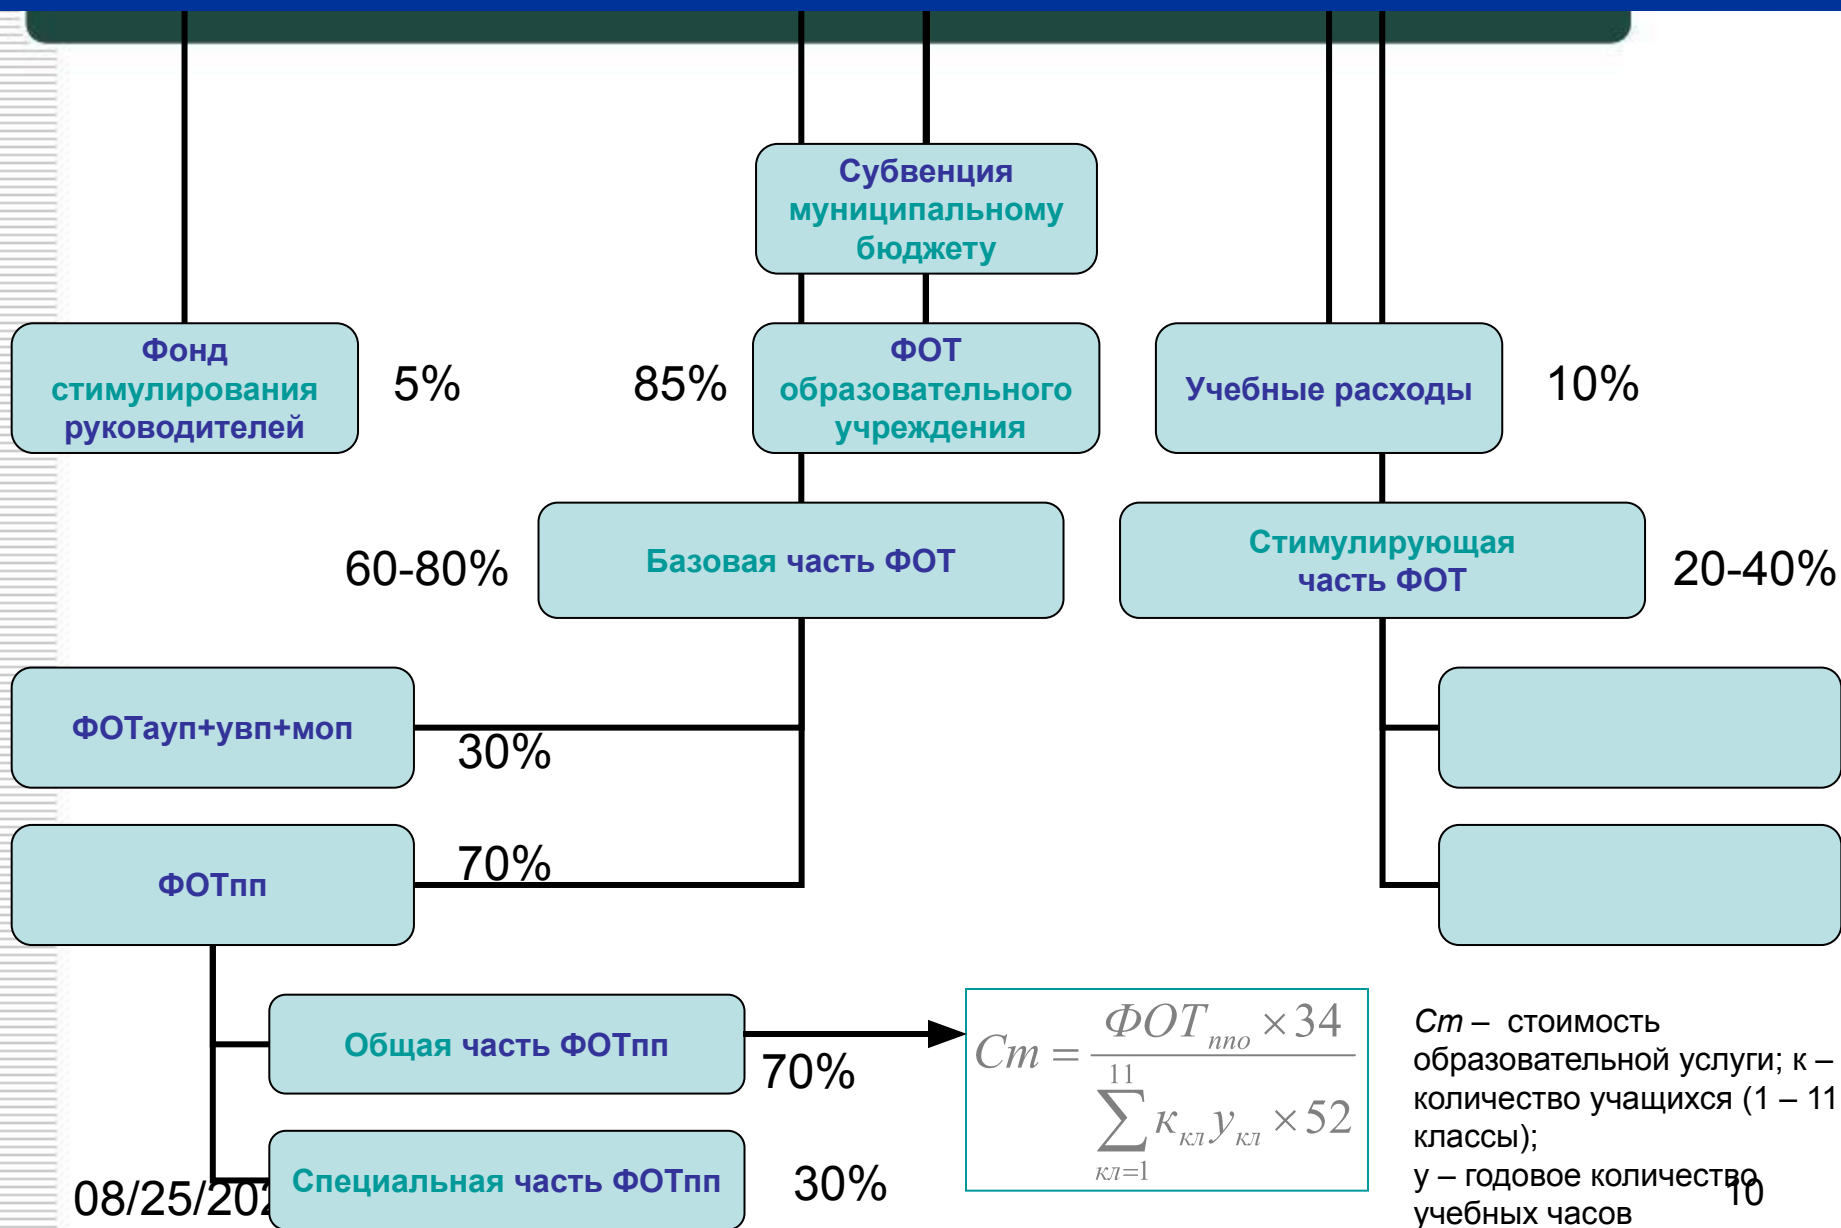 Субвенция
муниципальному
бюджету
Фонд
стимулирования
руководителей
5%
85%
ФОТ
образовательного
учреждения
Учебные расходы
10%
60-80%
Базовая часть ФОТ
Стимулирующая
часть ФОТ
20-40%
ФОТауп+увп+моп
30%
ФОТпп
70%
Общая часть ФОТпп
70%
Ст = ФОТ ппо × 34
11
∑ к кл у кл × 52
кл=1
Ст – стоимость
образовательной услуги; к –
количество учащихся (1 – 11
классы);
у – годовое количество
учебных часов
Специальная часть ФОТпп
30%
08/25/202
10